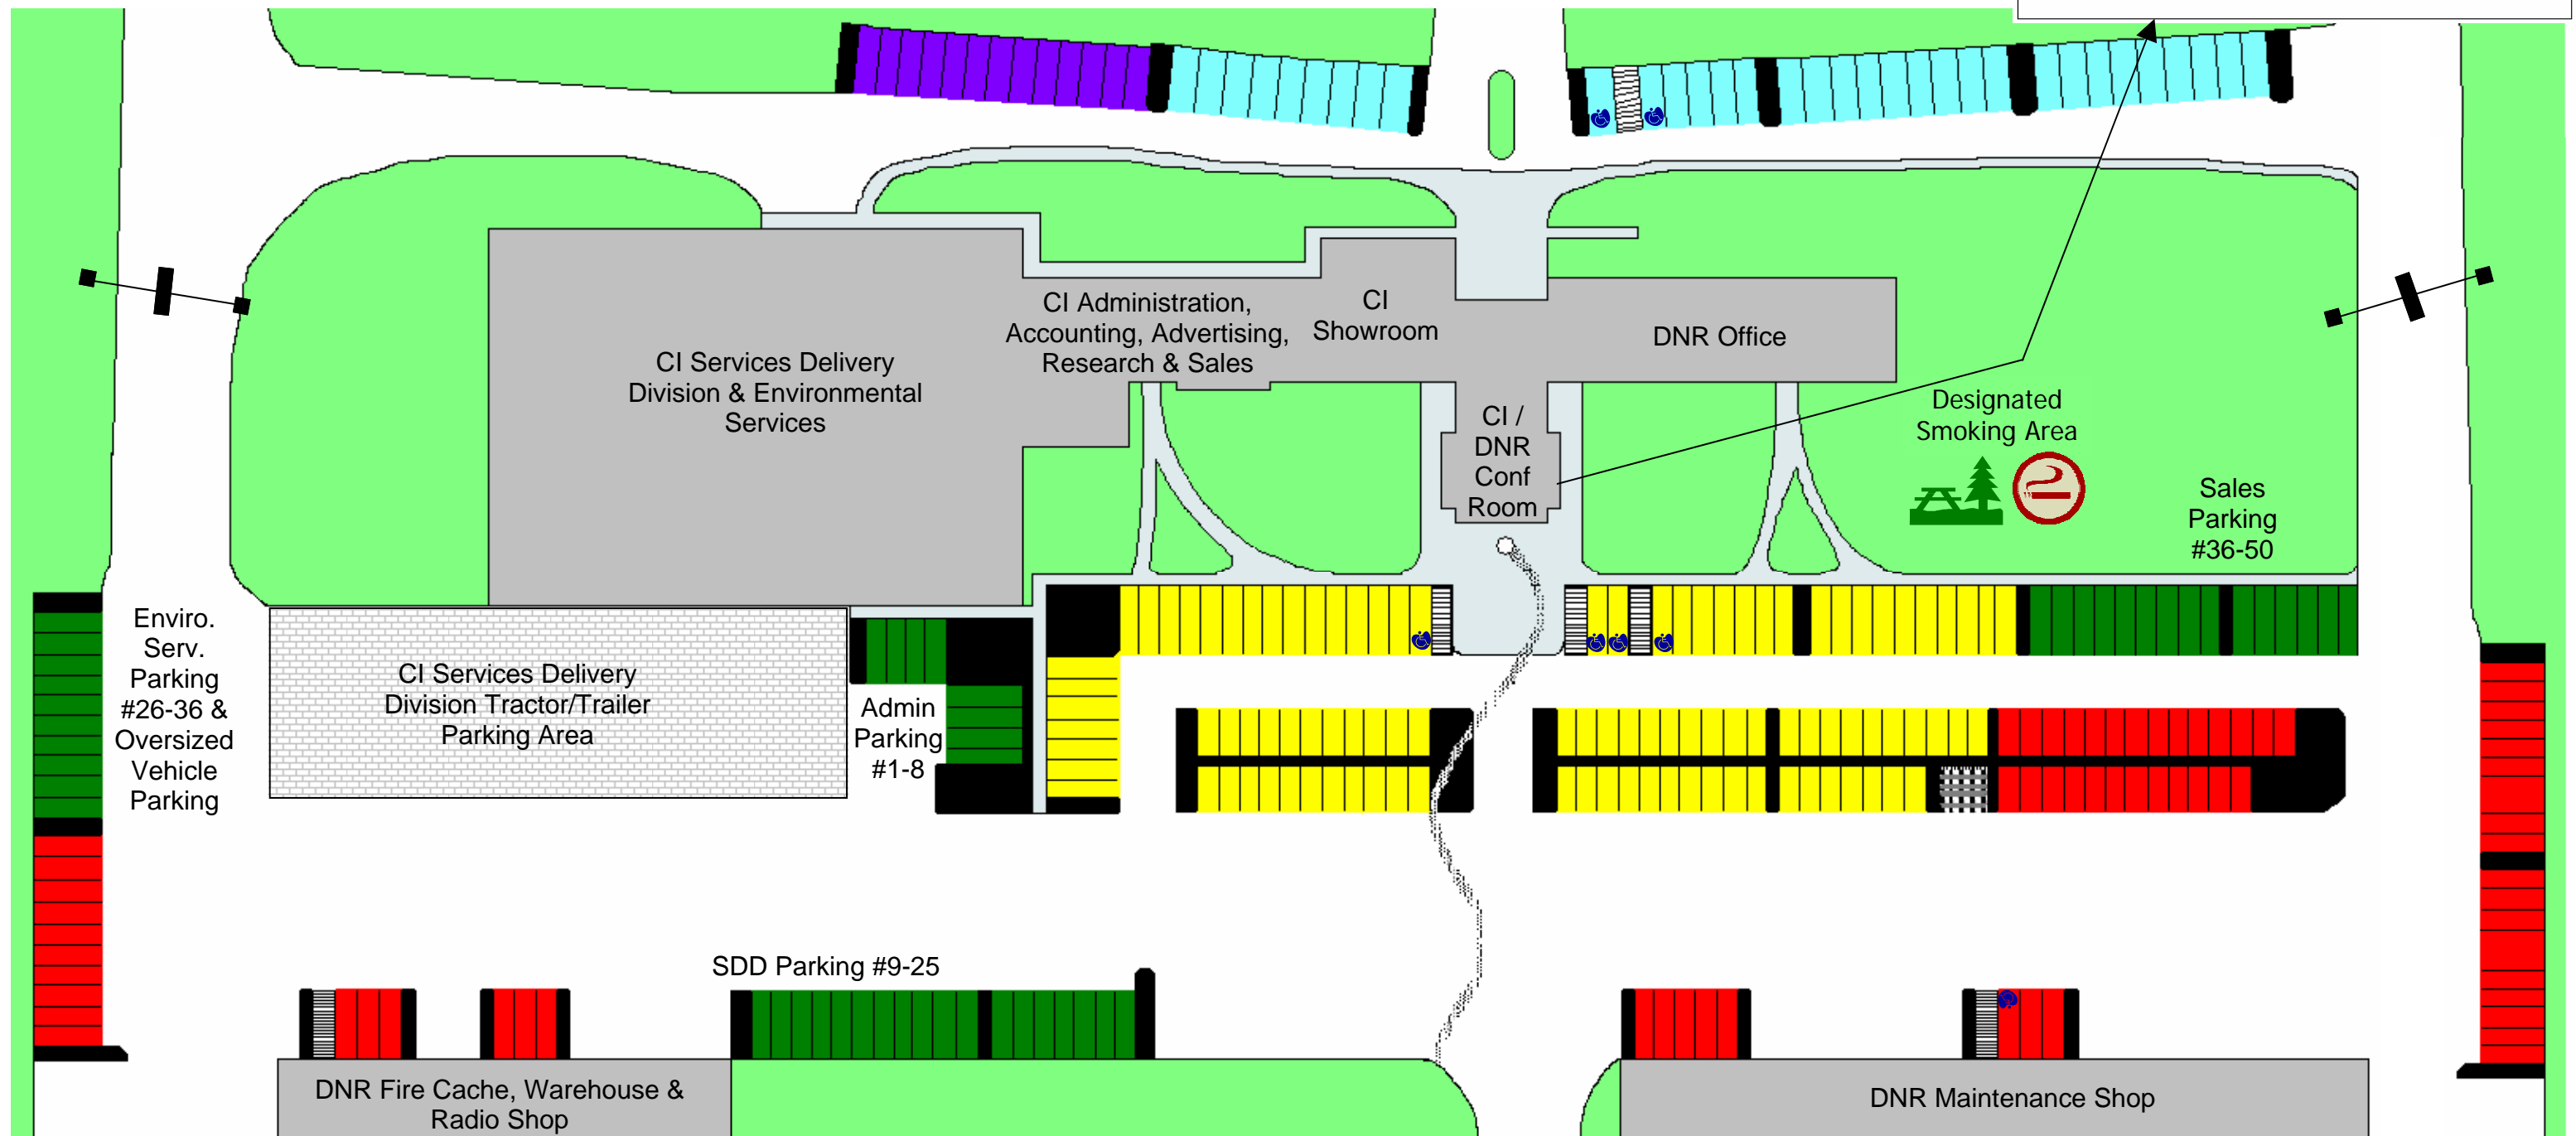 CI Administration,
Accounting, Advertising,
Research & Sales
CI
Showroom
DNR Office
CI Services Delivery
Division & Environmental
Services
Designated
Smoking Area
CI /
DNR
Conf
Room
Sales
Parking
#36-50
Enviro.
Serv.
Parking
#26-36 &
Oversized
Vehicle
Parking
CI Services Delivery
Division Tractor/Trailer
Parking Area
Admin
Parking
#1-8
SDD Parking #9-25
DNR Fire Cache, Warehouse &
Radio Shop
DNR Maintenance Shop